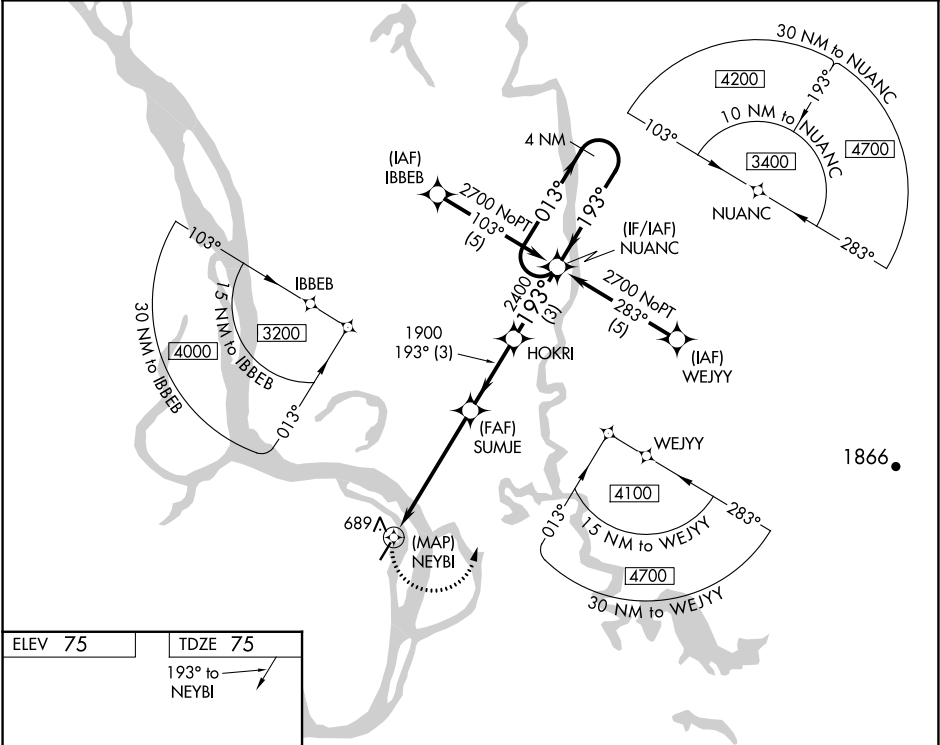 30 NM to NUANC
4200
193°
10 NM to NUANC
103°
4700
3400
NUANC
283°
4 NM
(IAF)
IBBEB
2700 NoPT
103°
(5)
013°
193°
(IF/IAF)
NUANC
2700 NoPT
283°
(5)
(IAF)
WEJYY
103°
IBBEB
15 NM to IBBEB
3200
30 NM to IBBEB
4000
013°
2400
193°
(3)
1900
193° (3)
HOKRI
(FAF)
SUMJE
WEJYY
4100
013°
283°
15 NM to WEJYY
4700
30 NM to WEJYY
1866
689
(MAP)
NEYBI
ELEV 75
TDZE 75
193° to
NEYBI